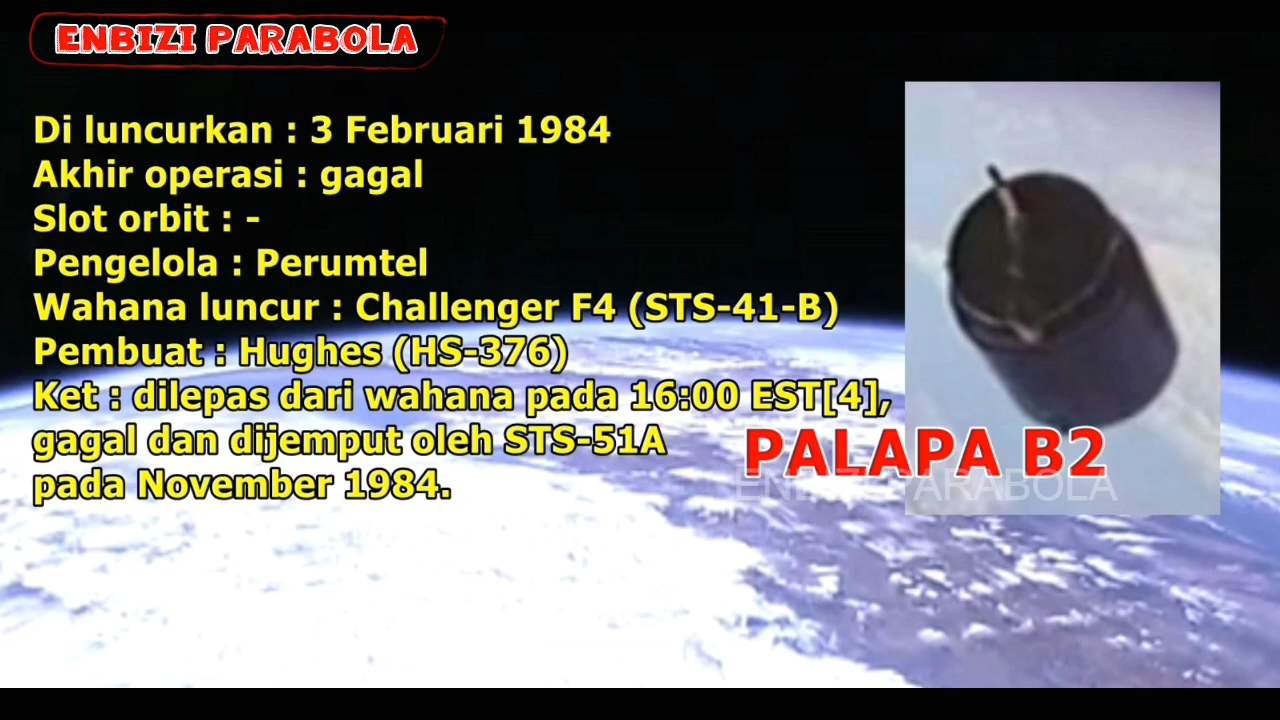 ENBIZI PARABOLA
Di luncurkan : 3 Februari 1984
Akhir operasi : gagal
Slot orbit : -
Pengelola : Perumtel
Wahana luncur : Challenger F4 (STS-41-B)
Pembuat : Hughes (HS-376)
Ket : dilepas dari wahana pada 16:00 EST[4],
gagal dan dijemput oleh STS-51A
pada November 1984.
PALAPA B2
ENBIZI PARABOLA